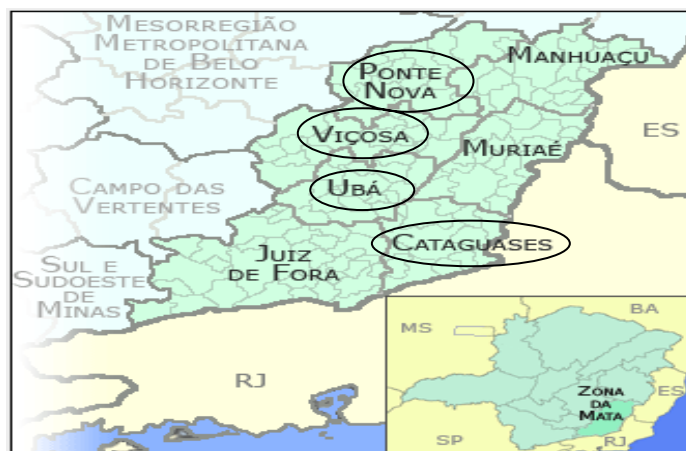 MESORREGIÃO
METROPOLITANA
DE BELO
HORIZONTE
PONTE
NOVA
MANHUAÇU
VIÇOSA
MURIAÉ
ES
UBÁ
CAMPO DAS
VERTENTES
CATAGUASES
JUIZ
DE FORA
SUL E
SUDOESTE
DE
MINAS
RJ
BA
MS
ES
ZONA
DA
MATA
SP
RJ